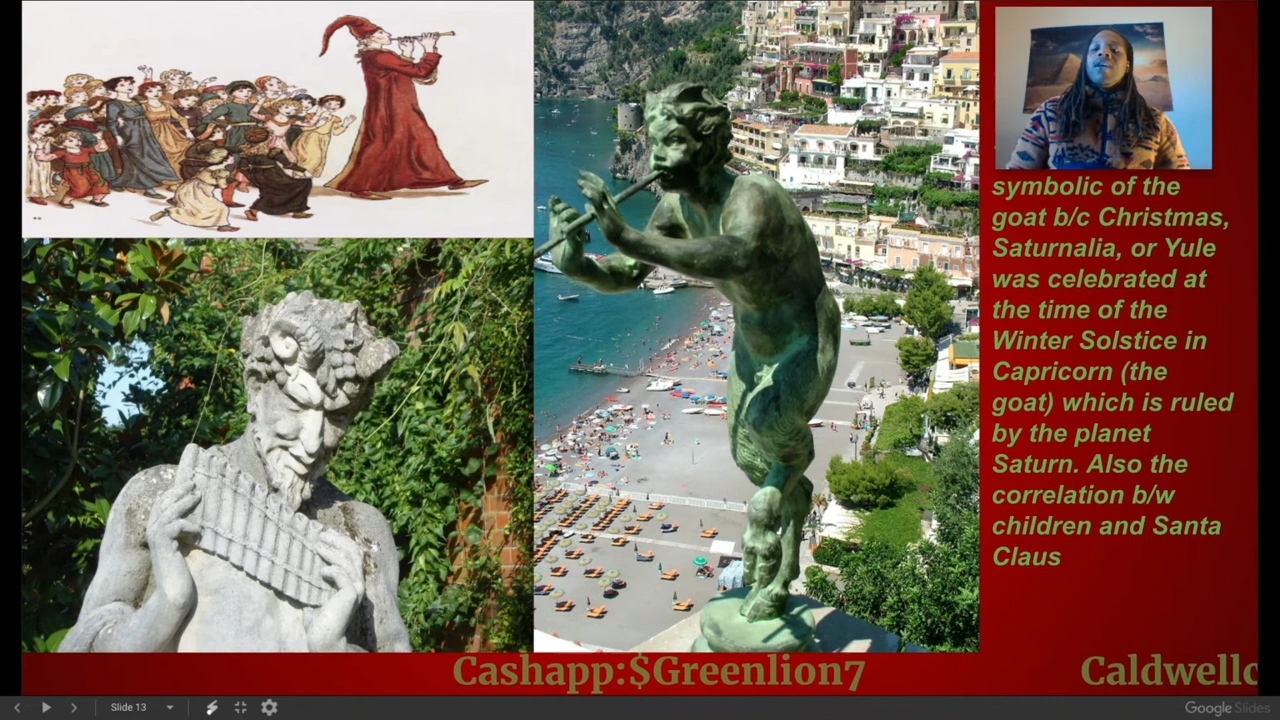 symbolic of the
goat b/c Christmas,
Saturnalia, or Yule
was celebrated at
the time of the
Winter Solstice in
Capricorn (the
goat) which is ruled
by the planet
Saturn. Also the
correlation b/w
children and Santa
Claus
Cashapp:$Greenlion7
Caldwellc
Slide 13
Google Slides